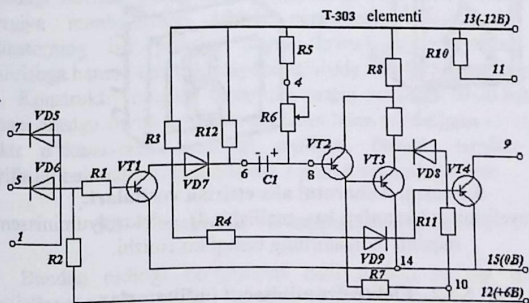 T-303 elementi
13(-12B)
R5
R8
R10
11
4
7
VD5
R3
R12
R6
VT2
9
VD6
R1
VT1
VT3
VD8
VT4
5
VD7
6
C1
8
R11
1
R4
R2
VD9
14
15(0B)
R7
10
12(+6B)